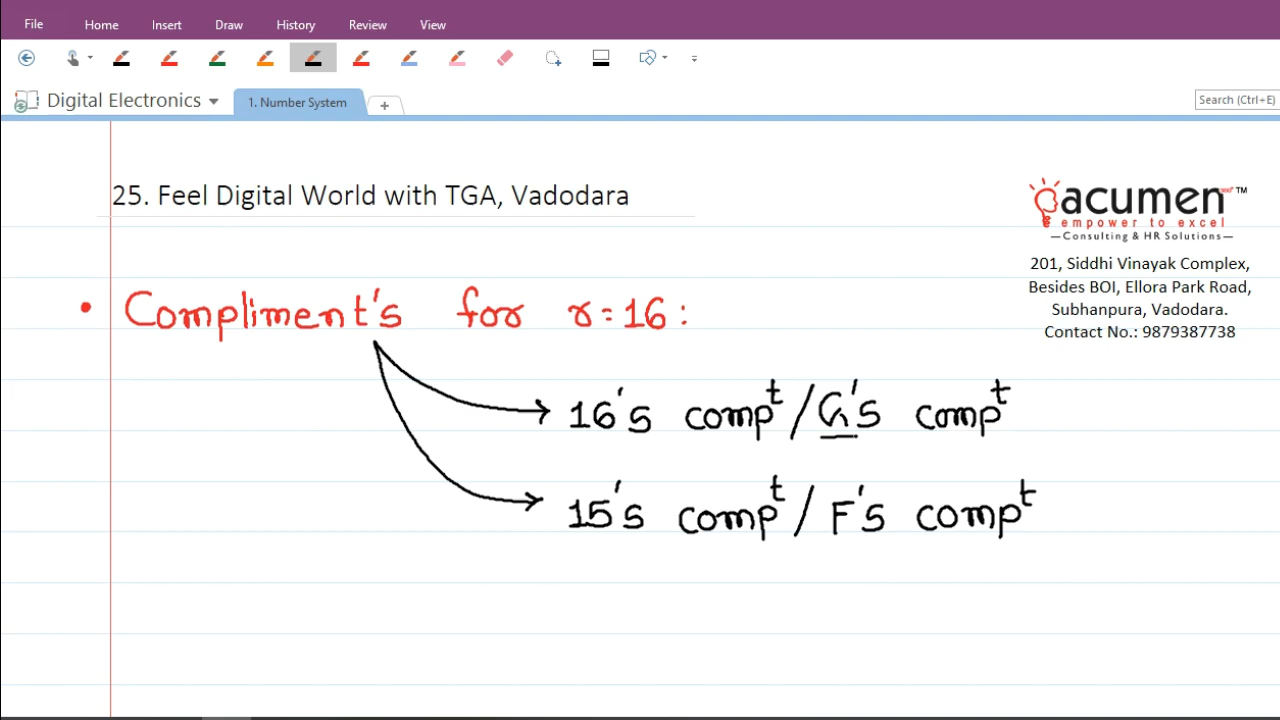 File Home Insert Draw History Review View
Digital Electronics 1. Number System + Search (Ctrl+E)
25. Feel Digital World with TGA, Vadodara
acumen TM
empower to excel
—Consulting & HR Solutions—
201, Siddhi Vinayak Complex,
Besides BOI, Ellora Park Road,
Subhanpura, Vadodara.
Contact No.: 9879387738
• Compliment's for r=16:
16's compt/G's compt
15's compt/F's compt